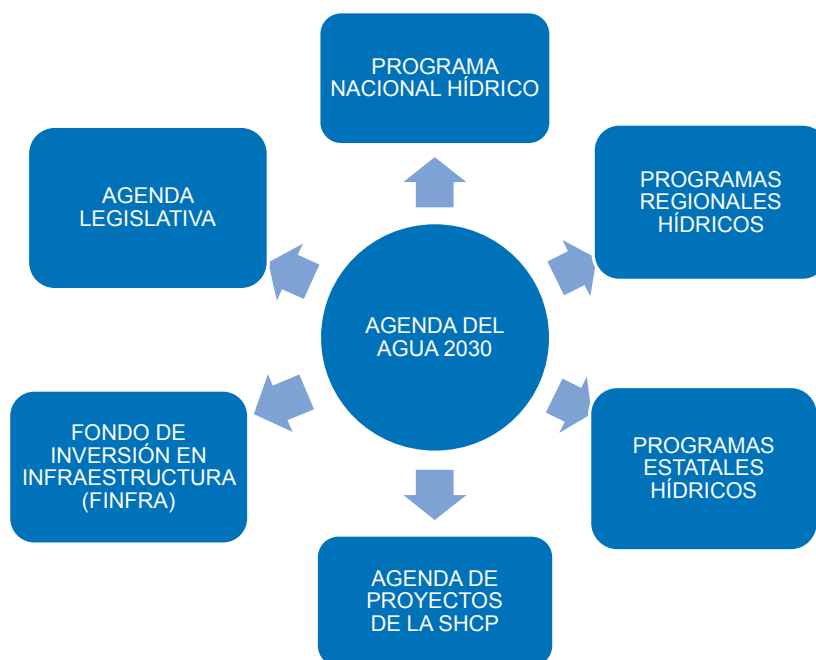 PROGRAMA
NACIONAL HÍDRICO
PROGRAMAS
REGIONALES
HÍDRICOS
AGENDA
LEGISLATIVA
AGENDA DEL
AGUA 2030
FONDO DE
INVERSIÓN EN
INFRAESTRUCTURA
(FINFRA)
PROGRAMAS
ESTATALES
HÍDRICOS
AGENDA DE
PROYECTOS
DE LA SHCP